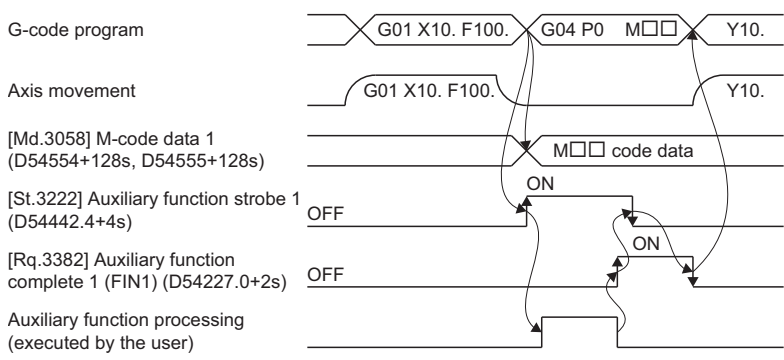 G-code program
G01 X10. F100.
G04 P0 M□□
Y10.
Axis movement
G01 X10. F100.
Y10.
[Md.3058] M-code data 1
(D54554+128s, D54555+128s)
M□□ code data
[St.3222] Auxiliary function strobe 1
(D54442.4+4s)
OFF
ON
[Rq.3382] Auxiliary function
complete 1 (FIN1) (D54227.0+2s)
OFF
ON
Auxiliary function processing
(executed by the user)